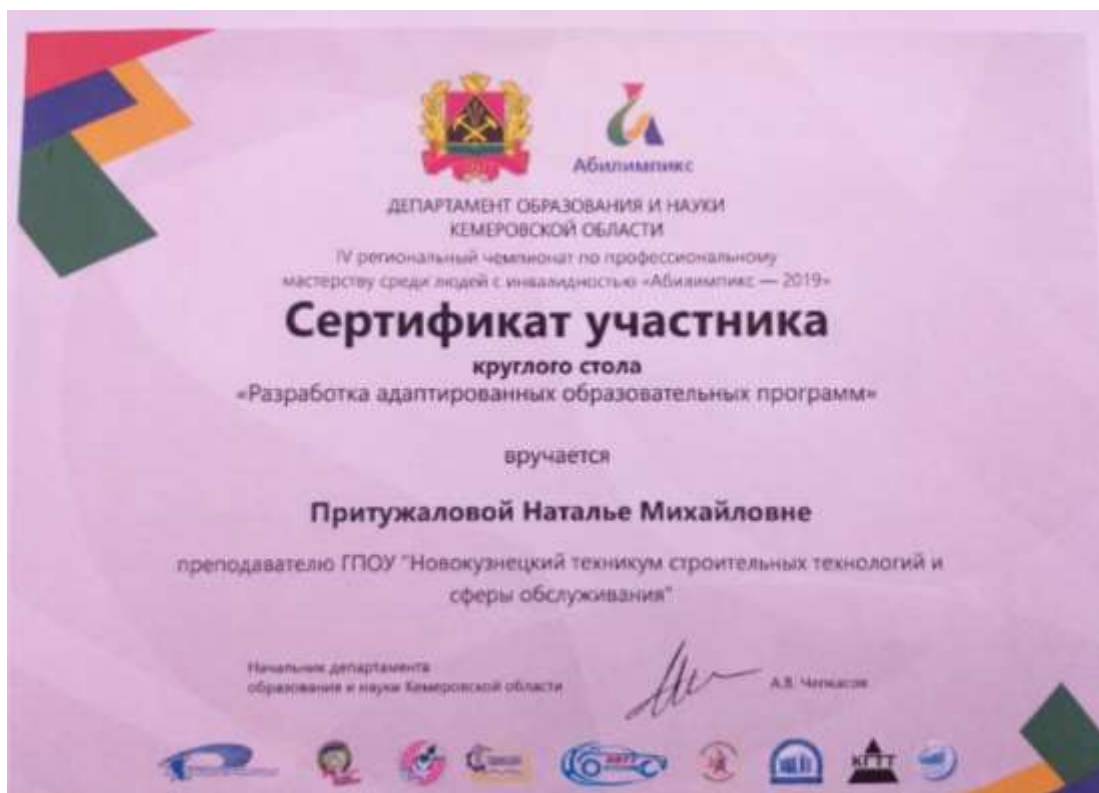 Абилимпикс
ДЕПАРТАМЕНТ ОБРАЗОВАНИЯ И НАУКИ
КЕМЕРОВСКОЙ ОБЛАСТИ
IV региональный чемпионат по профессиональному
мастерству среди людей с инвалидностью «Абилимпикс — 2019»
Сертификат участника
круглого стола
«Разработка адаптированных образовательных программ»
вручается
Притужаловой Наталье Михайловне
преподавателю ГПОУ "Новокузнецкий техникум строительных технологий и
сферы обслуживания"
Начальник департамента
образования и науки Кемеровской области
А.В. Чепкасов
КГТТ